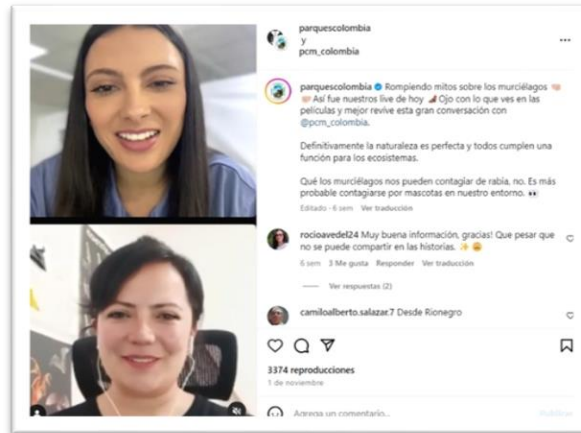 parquescolombia
y
pcm_colombia
parquescolombia Rompiendo mitos sobre los murciélagos
Así fue nuestros live de hoy Ojo con lo que ves en las
películas y mejor revive esta gran conversación con
@pcm_colombia.
Definitivamente la naturaleza es perfecta y todos cumplen una
función para los ecosistemas.
Qué los murciélagos nos pueden contagiar de rabia, no. Es más
probable contagiarse por mascotas en nuestro entorno. 👀
Editado · 6 sem Ver traducción
rocioavedel24 Muy buena información, gracias! Que pesar que
no se puede compartir en las historias. ✨
6 sem 3 Me gusta Responder Ver traducción
Ver respuestas (2)
camiloalberto.salazar.7 Desde Rionegro
3374 reproducciones
1 de noviembre
Agrega un comentario...
Publicar